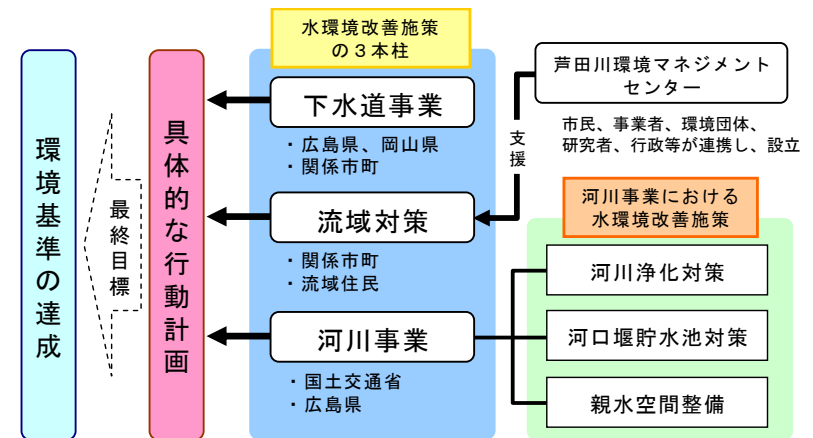 環境基準の達成
最終目標
具体的な行動計画
水環境改善施策
の３本柱
下水道事業
・広島県、岡山県
・関係市町
流域対策
・関係市町
・流域住民
河川事業
・国土交通省
・広島県
支援
芦田川環境マネジメント
センター
市民、事業者、環境団体、
研究者、行政等が連携し、設立
河川事業における
水環境改善施策
河川浄化対策
河口堰貯水池対策
親水空間整備